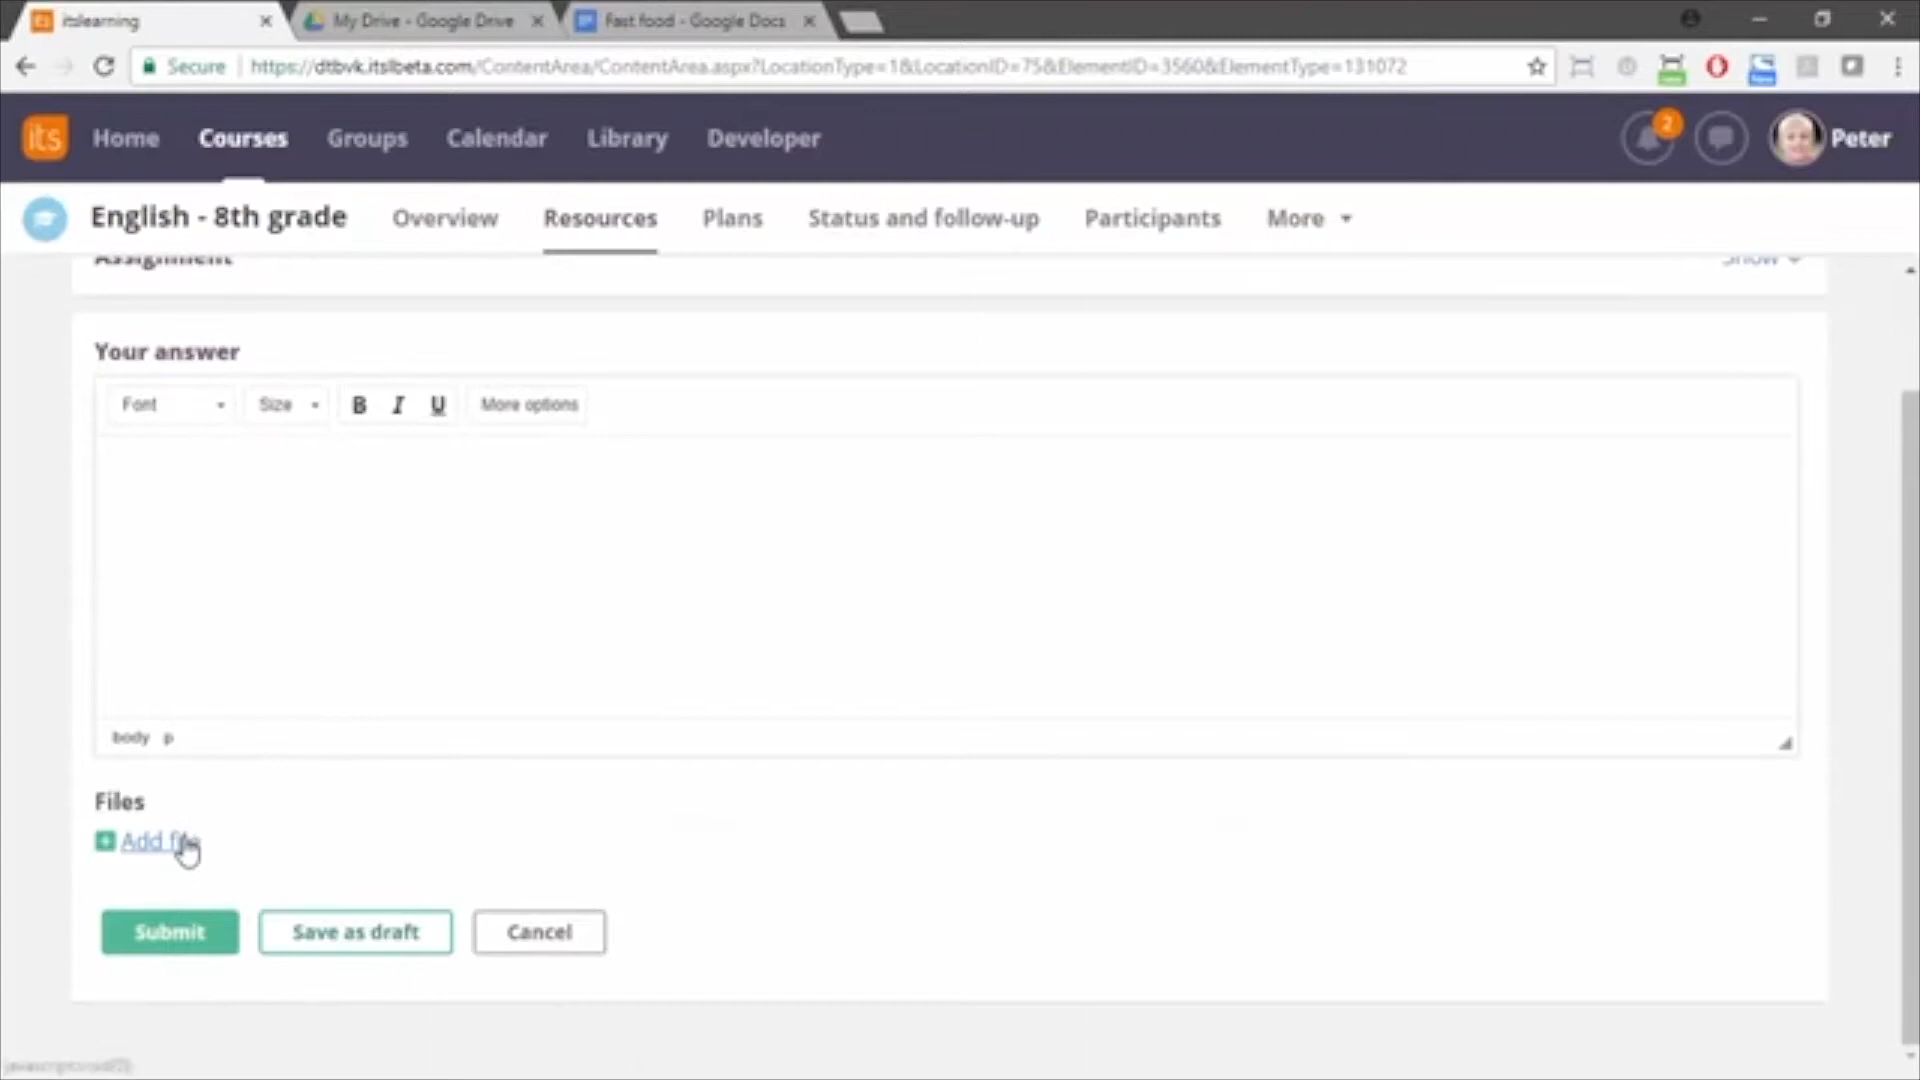 itslearning
My Drive - Google Drive
Fast food - Google Docs
Secure https://dtbvk.itslbeta.com/ContentArea/ContentArea.aspx?LocationType=1&LocationID=75&ElementID=3560&ElementType=131072
its Home Courses Groups Calendar Library Developer 2 Peter
English - 8th grade Overview Resources Plans Status and follow-up Participants More
Assignment Show
Your answer
Font Size B I U More options
body p
Files
Add file
Submit Save as draft Cancel